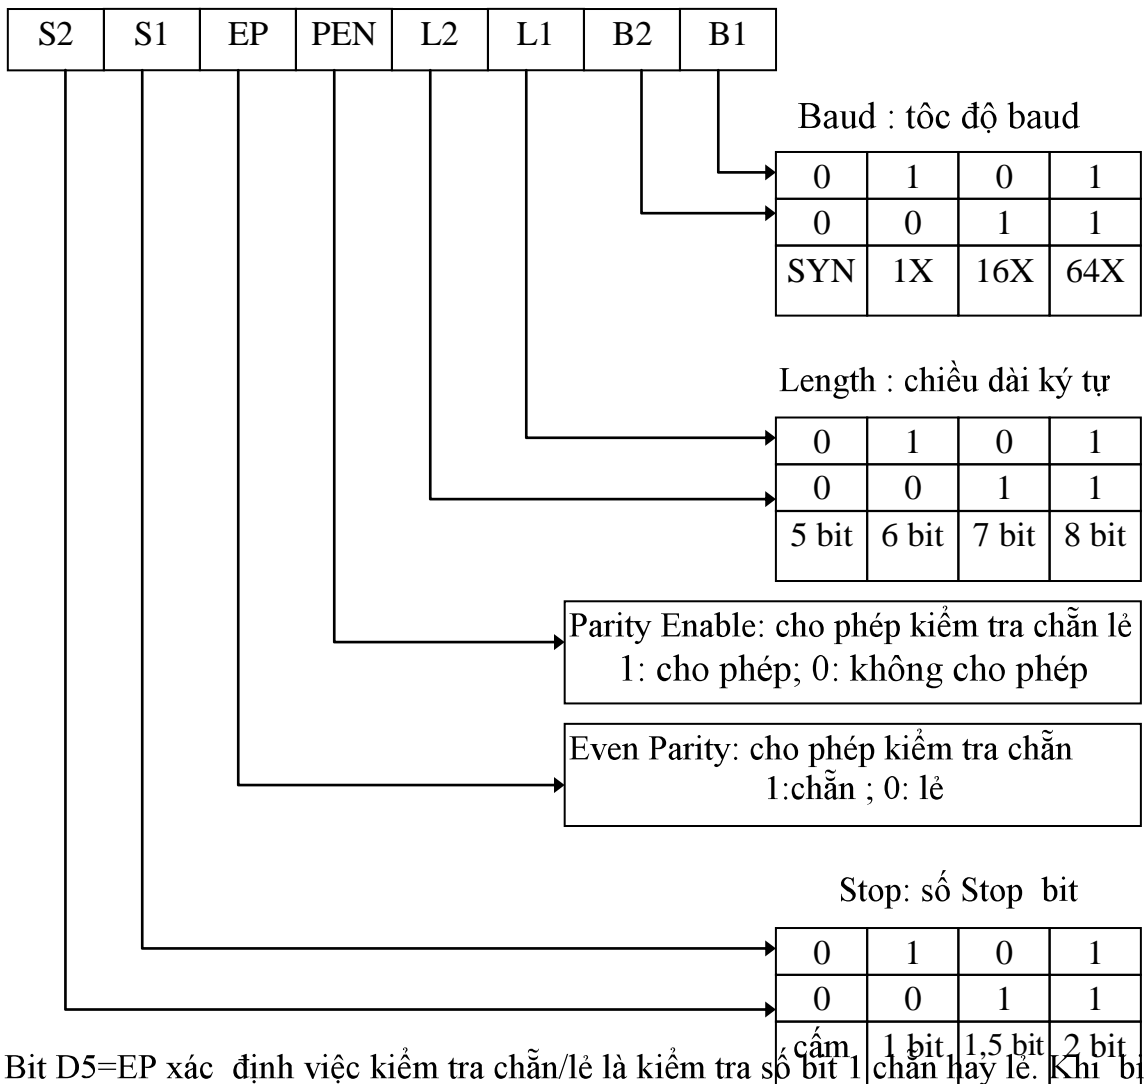 S2 S1 EP PEN L2 L1 B2 B1
Baud : tôc độ baud
0 1 0 1
0 0 1 1
SYN 1X 16X 64X
Length : chiều dài ký tự
0 1 0 1
0 0 1 1
5 bit 6 bit 7 bit 8 bit
Parity Enable: cho phép kiểm tra chẵn lẻ
1: cho phép; 0: không cho phép
Even Parity: cho phép kiểm tra chẵn
1:chẵn ; 0: lẻ
Stop: số Stop bit
0 1 0 1
0 0 1 1
cấm 1 bit 1,5 bit 2 bit
Bit D5=EP xác định việc kiểm tra chẵn/lẻ là kiểm tra số bit 1 chẵn hay lẻ. Khi